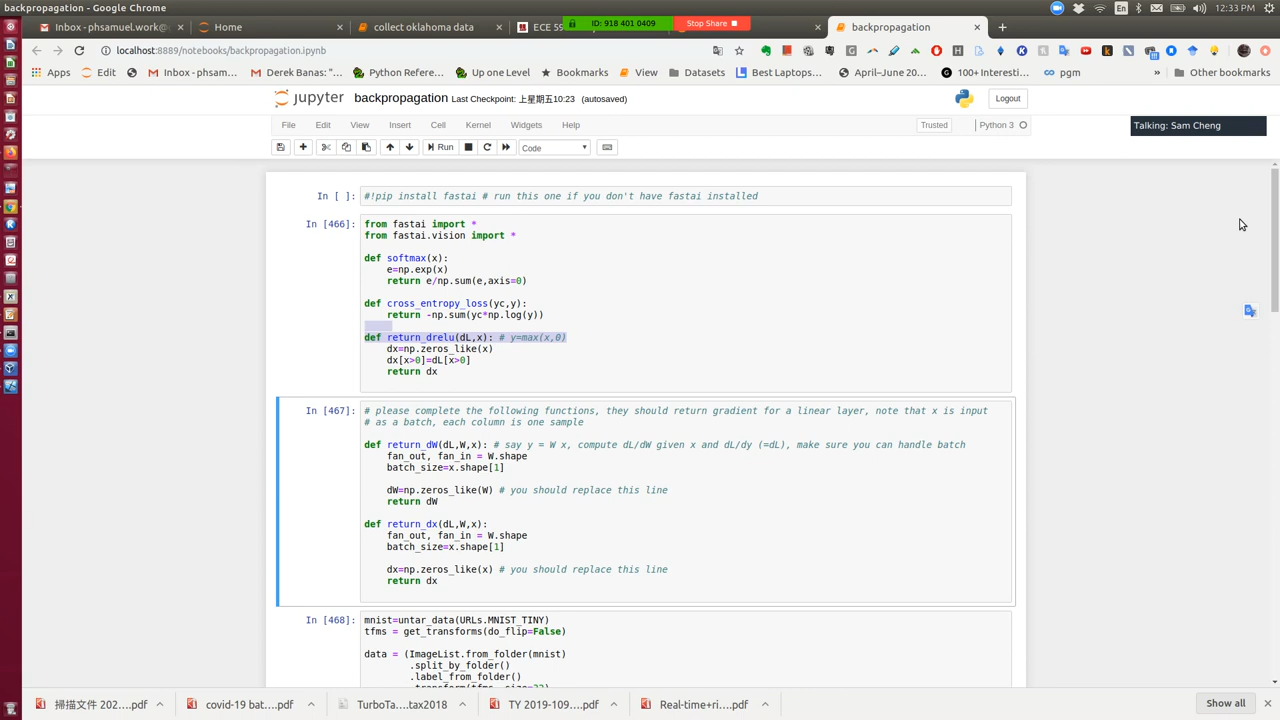 backpropagation - Google Chrome
En
12:33 PM
Inbox - phsamuel.work@
Home
collect oklahoma data
ECE 59
ID: 918 401 0409
Stop Share
backpropagation
localhost:8889/notebooks/backpropagation.ipynb
Apps
Edit
Inbox - phsam...
Derek Banas: "...
Python Refere...
Up one Level
Bookmarks
View
Datasets
Best Laptops...
April–June 20...
100+ Interesti...
pgm
»
Other bookmarks
jupyter backpropagation Last Checkpoint: 上星期五10:23 (autosaved)
Logout
Talking: Sam Cheng
File Edit View Insert Cell Kernel Widgets Help
Trusted
Python 3
Run
Code
In [ ]: #!pip install fastai # run this one if you don't have fastai installed
In [466]: from fastai import *
from fastai.vision import *
def softmax(x):
e=np.exp(x)
return e/np.sum(e,axis=0)
def cross_entropy_loss(yc,y):
return -np.sum(yc*np.log(y))
def return_drelu(dL,x): # y=max(x,0)
dx=np.zeros_like(x)
dx[x>0]=dL[x>0]
return dx
In [467]: # please complete the following functions, they should return gradient for a linear layer, note that x is input
# as a batch, each column is one sample
def return_dW(dL,W,x): # say y = W x, compute dL/dW given x and dL/dy (=dL), make sure you can handle batch
fan_out, fan_in = W.shape
batch_size=x.shape[1]
dW=np.zeros_like(W) # you should replace this line
return dW
def return_dx(dL,W,x):
fan_out, fan_in = W.shape
batch_size=x.shape[1]
dx=np.zeros_like(x) # you should replace this line
return dx
In [468]: mnist=untar_data(URLs.MNIST_TINY)
tfms = get_transforms(do_flip=False)
data = (ImageList.from_folder(mnist)
.split_by_folder()
.label_from_folder()
掃描文件 202....pdf
covid-19 bat....pdf
TurboTa....tax2018
TY 2019-109....pdf
Real-time+ri....pdf
Show all